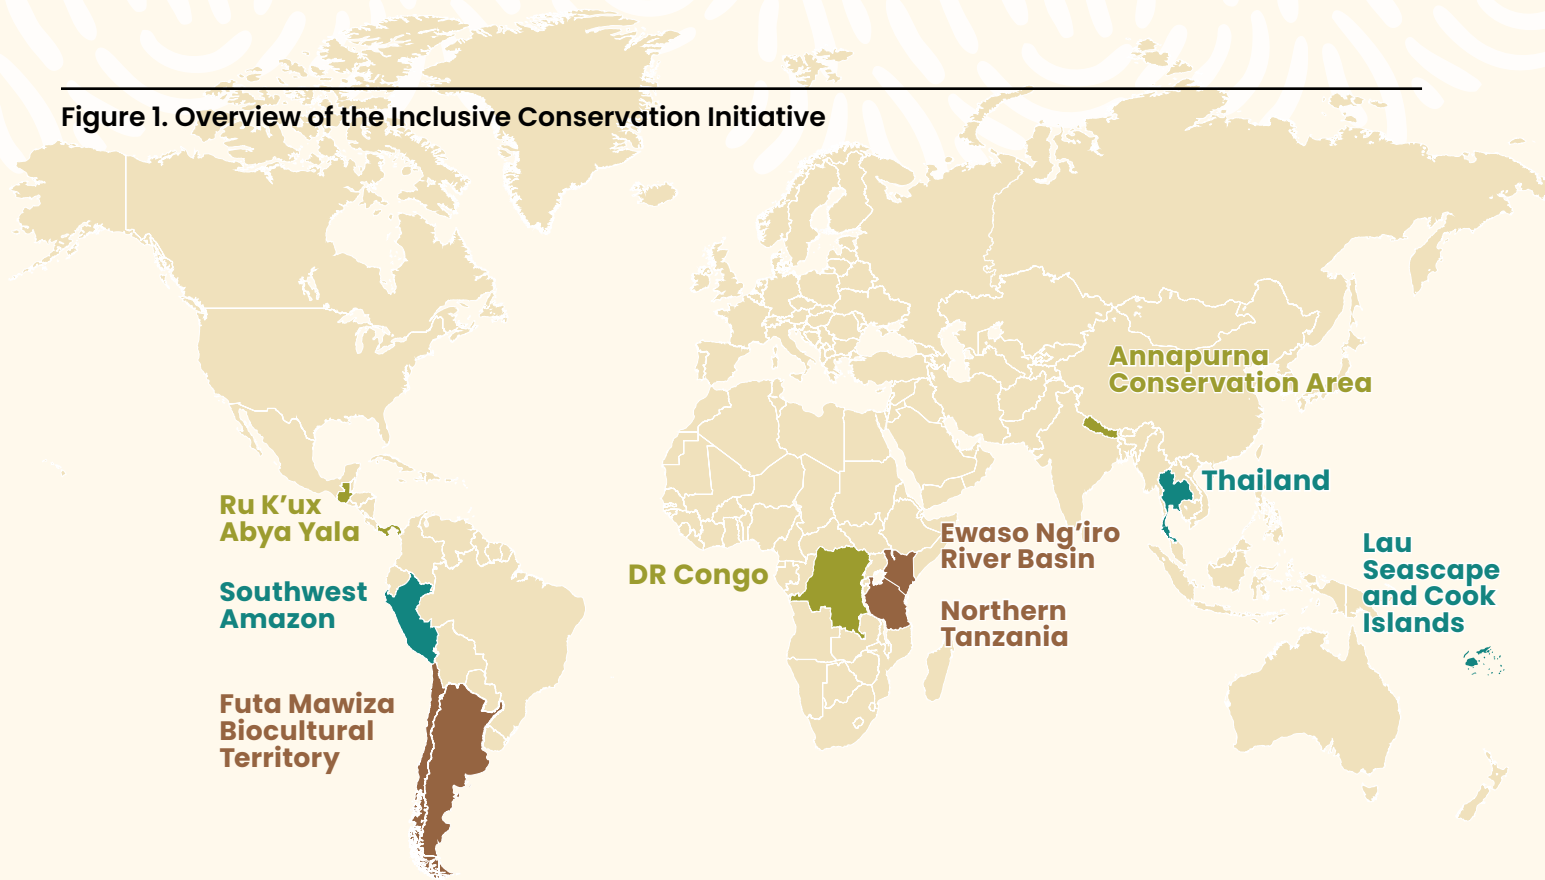 Figure 1. Overview of the Inclusive Conservation Initiative
Annapurna
Conservation Area
Ru K’ux
Abya Yala
Thailand
Ewaso Ng’iro
River Basin
Lau
Seascape
and Cook
Islands
DR Congo
Southwest
Amazon
Northern
Tanzania
Futa Mawiza
Biocultural
Territory